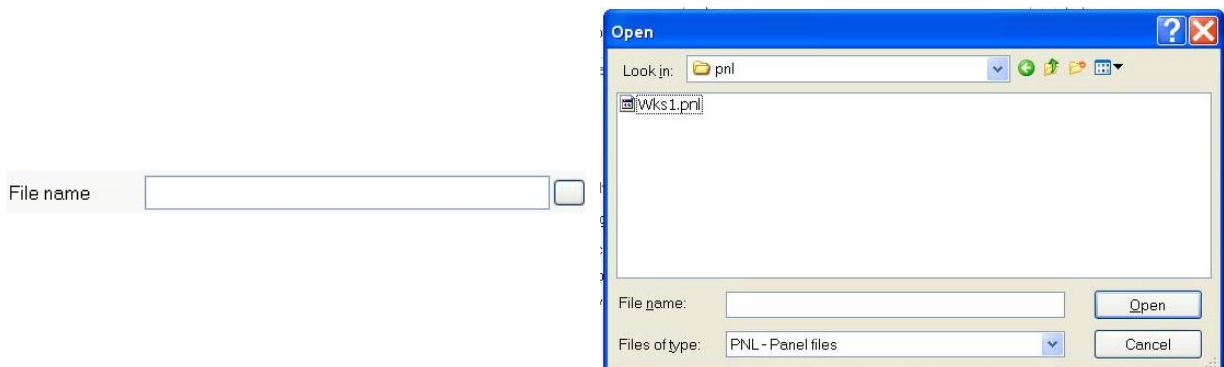 File name
Open
Look in: pnl
Wks1.pnl
File name: Open
Files of type: PNL - Panel files Cancel